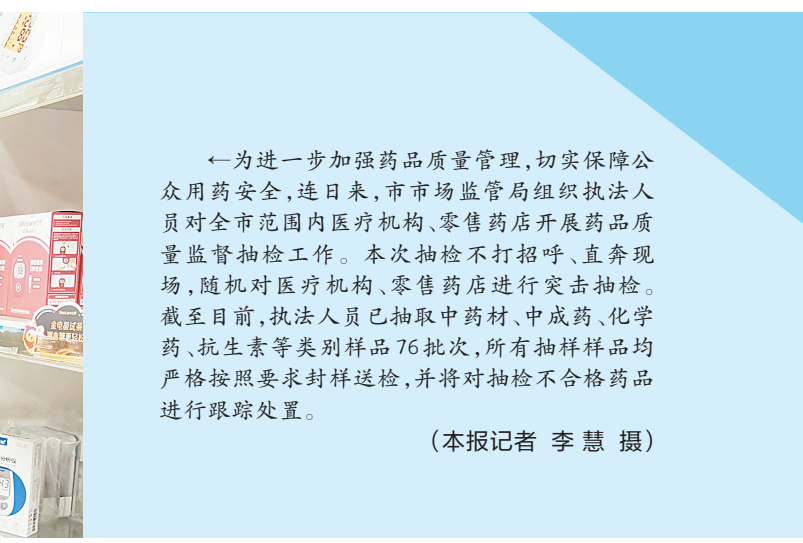 ←为进一步加强药品质量管理，切实保障公
众用药安全，连日来，市市场监管局组织执法人
员对全市范围内医疗机构、零售药店开展药品质
量监督抽检工作。本次抽检不打招呼、直奔现
场，随机对医疗机构、零售药店进行突击抽检。
截至目前，执法人员已抽取中药材、中成药、化学
药、抗生素等类别样品76批次，所有抽样样品均
严格按照要求封样送检，并将对抽检不合格药品
进行跟踪处置。
（本报记者 李 慧 摄）
金电极试条
分析仪